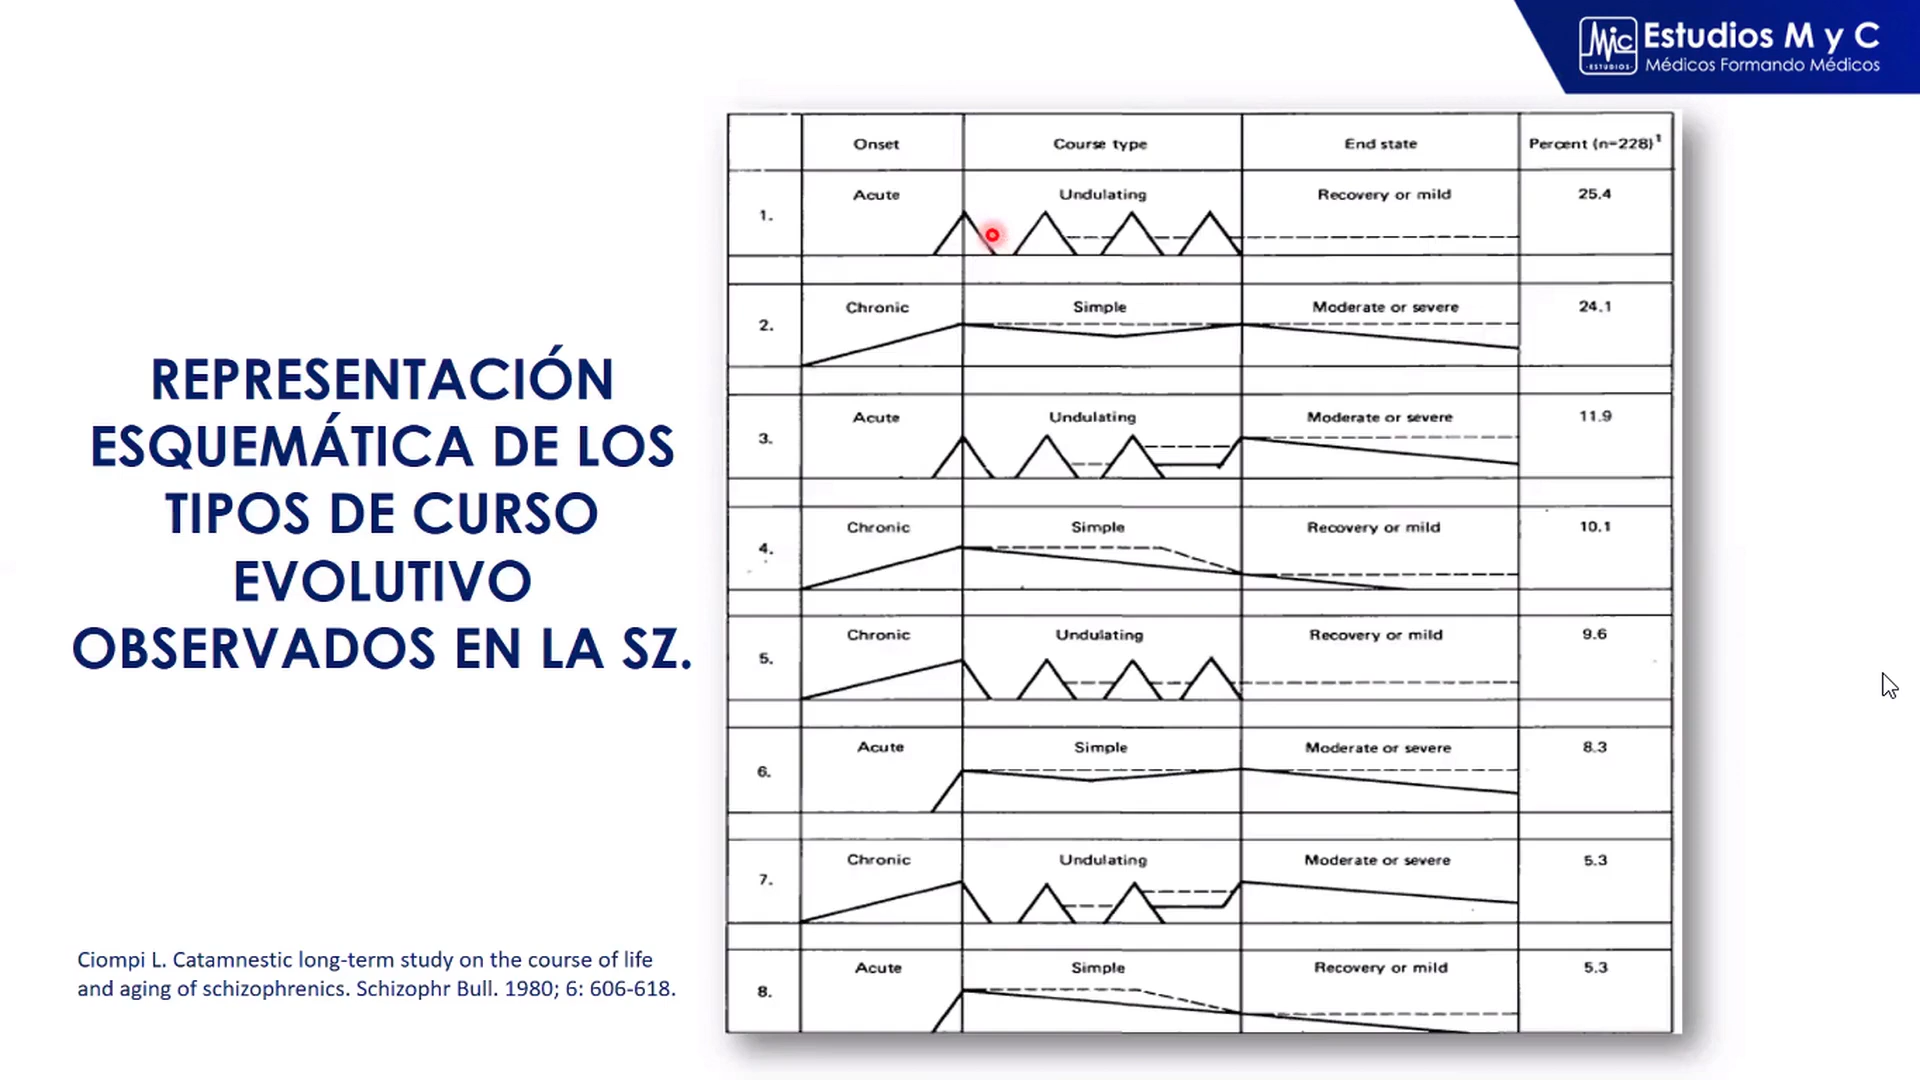 Mic
ESTUDIOS
Estudios M y C
Médicos Formando Médicos
REPRESENTACIÓN
ESQUEMÁTICA DE LOS
TIPOS DE CURSO
EVOLUTIVO
OBSERVADOS EN LA SZ.
Ciompi L. Catamnestic long-term study on the course of life
and aging of schizophrenics. Schizophr Bull. 1980; 6: 606-618.
Onset Course type End state Percent (n=228)¹
1. Acute Undulating Recovery or mild 25.4
2. Chronic Simple Moderate or severe 24.1
3. Acute Undulating Moderate or severe 11.9
4. Chronic Simple Recovery or mild 10.1
5. Chronic Undulating Recovery or mild 9.6
6. Acute Simple Moderate or severe 8.3
7. Chronic Undulating Moderate or severe 5.3
8. Acute Simple Recovery or mild 5.3